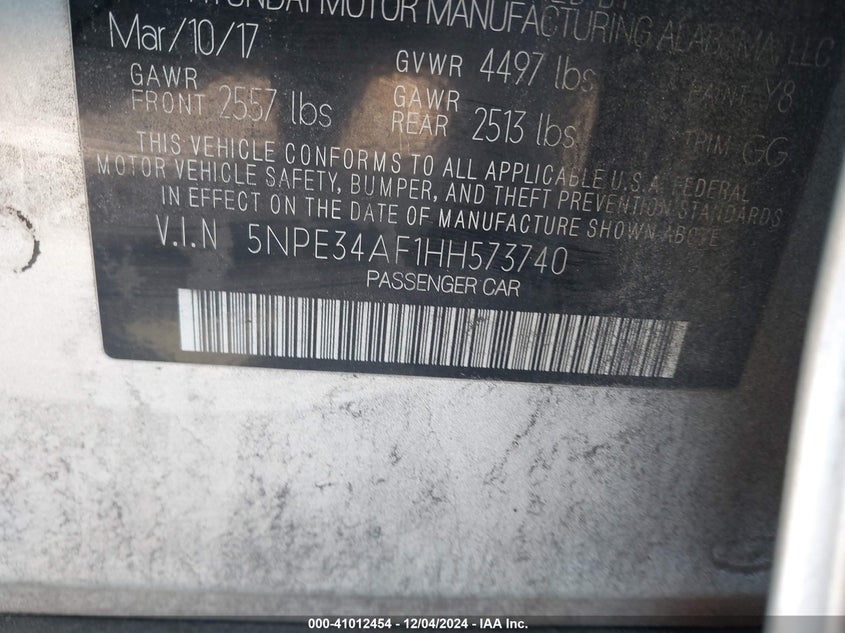 HYUNDAI MOTOR MANUFACTURING ALABAMA, LLC
Mar/10/17
GVWR 4497 lbs
PAINT Y8
GAWR FRONT 2557 lbs
GAWR REAR 2513 lbs
TRIM GG
THIS VEHICLE CONFORMS TO ALL APPLICABLE U.S.A. FEDERAL
MOTOR VEHICLE SAFETY, BUMPER, AND THEFT PREVENTION STANDARDS
IN EFFECT ON THE DATE OF MANUFACTURE SHOWN ABOVE
V.I.N 5NPE34AF1HH573740
PASSENGER CAR
000-41012454 - 12/04/2024 - IAA Inc.